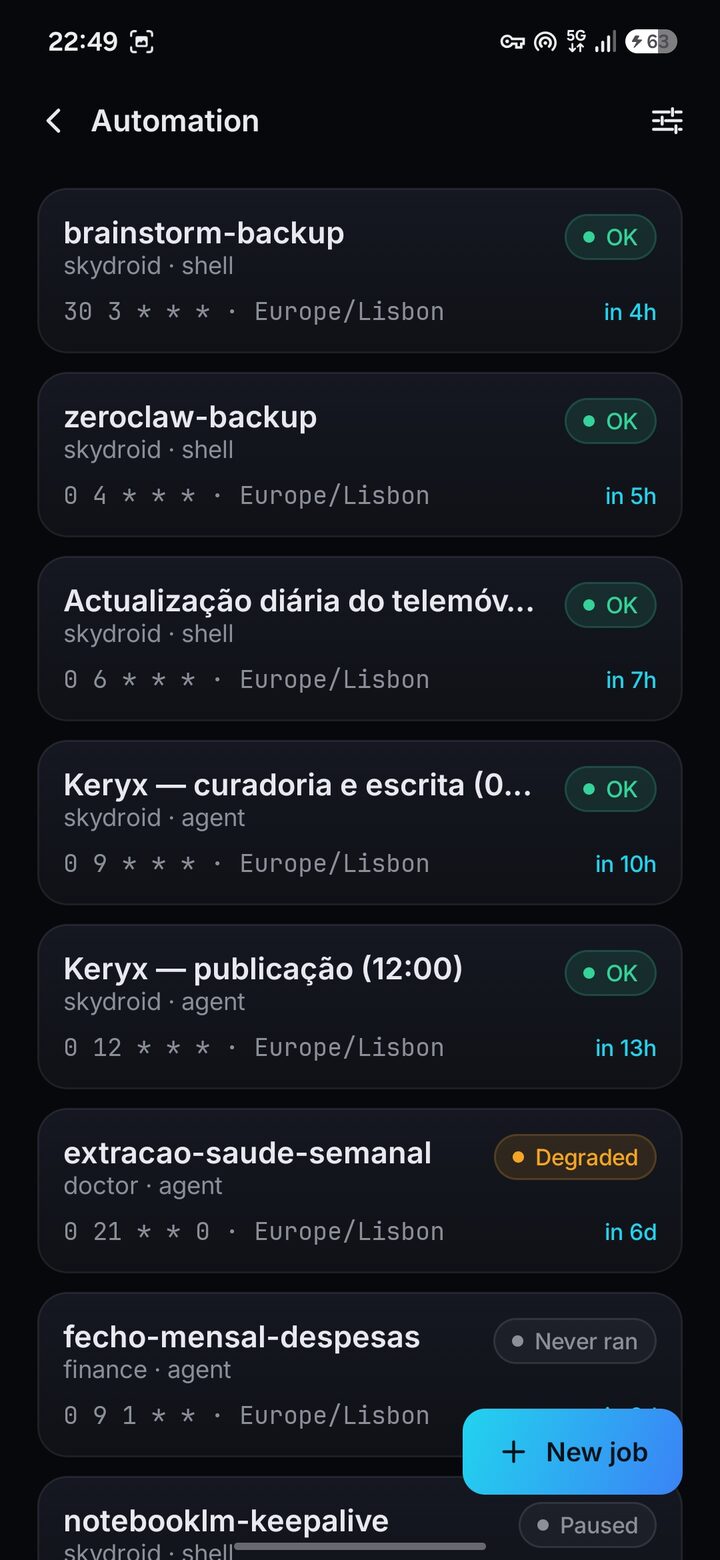 22:49
5G
63
Automation
brainstorm-backup
OK
skydroid · shell
30 3 * * * · Europe/Lisbon
in 4h
zeroclaw-backup
OK
skydroid · shell
0 4 * * * · Europe/Lisbon
in 5h
Actualização diária do telemóv...
OK
skydroid · shell
0 6 * * * · Europe/Lisbon
in 7h
Keryx — curadoria e escrita (0...
OK
skydroid · agent
0 9 * * * · Europe/Lisbon
in 10h
Keryx — publicação (12:00)
OK
skydroid · agent
0 12 * * * · Europe/Lisbon
in 13h
extracao-saude-semanal
Degraded
doctor · agent
0 21 * * 0 · Europe/Lisbon
in 6d
fecho-mensal-despesas
Never ran
finance · agent
0 9 1 * * · Europe/Lisbon
+ New job
notebooklm-keepalive
Paused
skydroid · shell